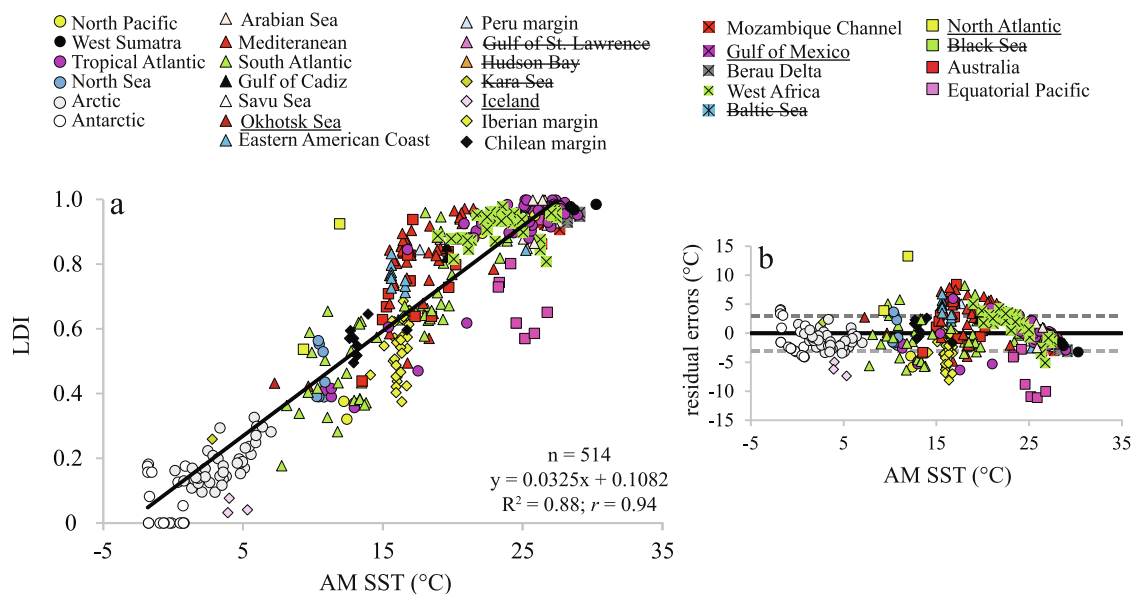 North Pacific
West Sumatra
Tropical Atlantic
North Sea
Arctic
Antarctic
Arabian Sea
Mediteranean
South Atlantic
Gulf of Cadiz
Savu Sea
Okhotsk Sea
Eastern American Coast
Peru margin
Gulf of St. Lawrence
Hudson Bay
Kara Sea
Iceland
Iberian margin
Chilean margin
Mozambique Channel
Gulf of Mexico
Berau Delta
West Africa
Baltic Sea
North Atlantic
Black Sea
Australia
Equatorial Pacific
a
LDI
1.0
0.8
0.6
0.4
0.2
0
-5
5
15
25
35
AM SST (°C)
n = 514
y = 0.0325x + 0.1082
R² = 0.88; r = 0.94
b
residual errors (°C)
15
10
5
0
-5
-10
-15
-5
5
15
25
35
AM SST (°C)